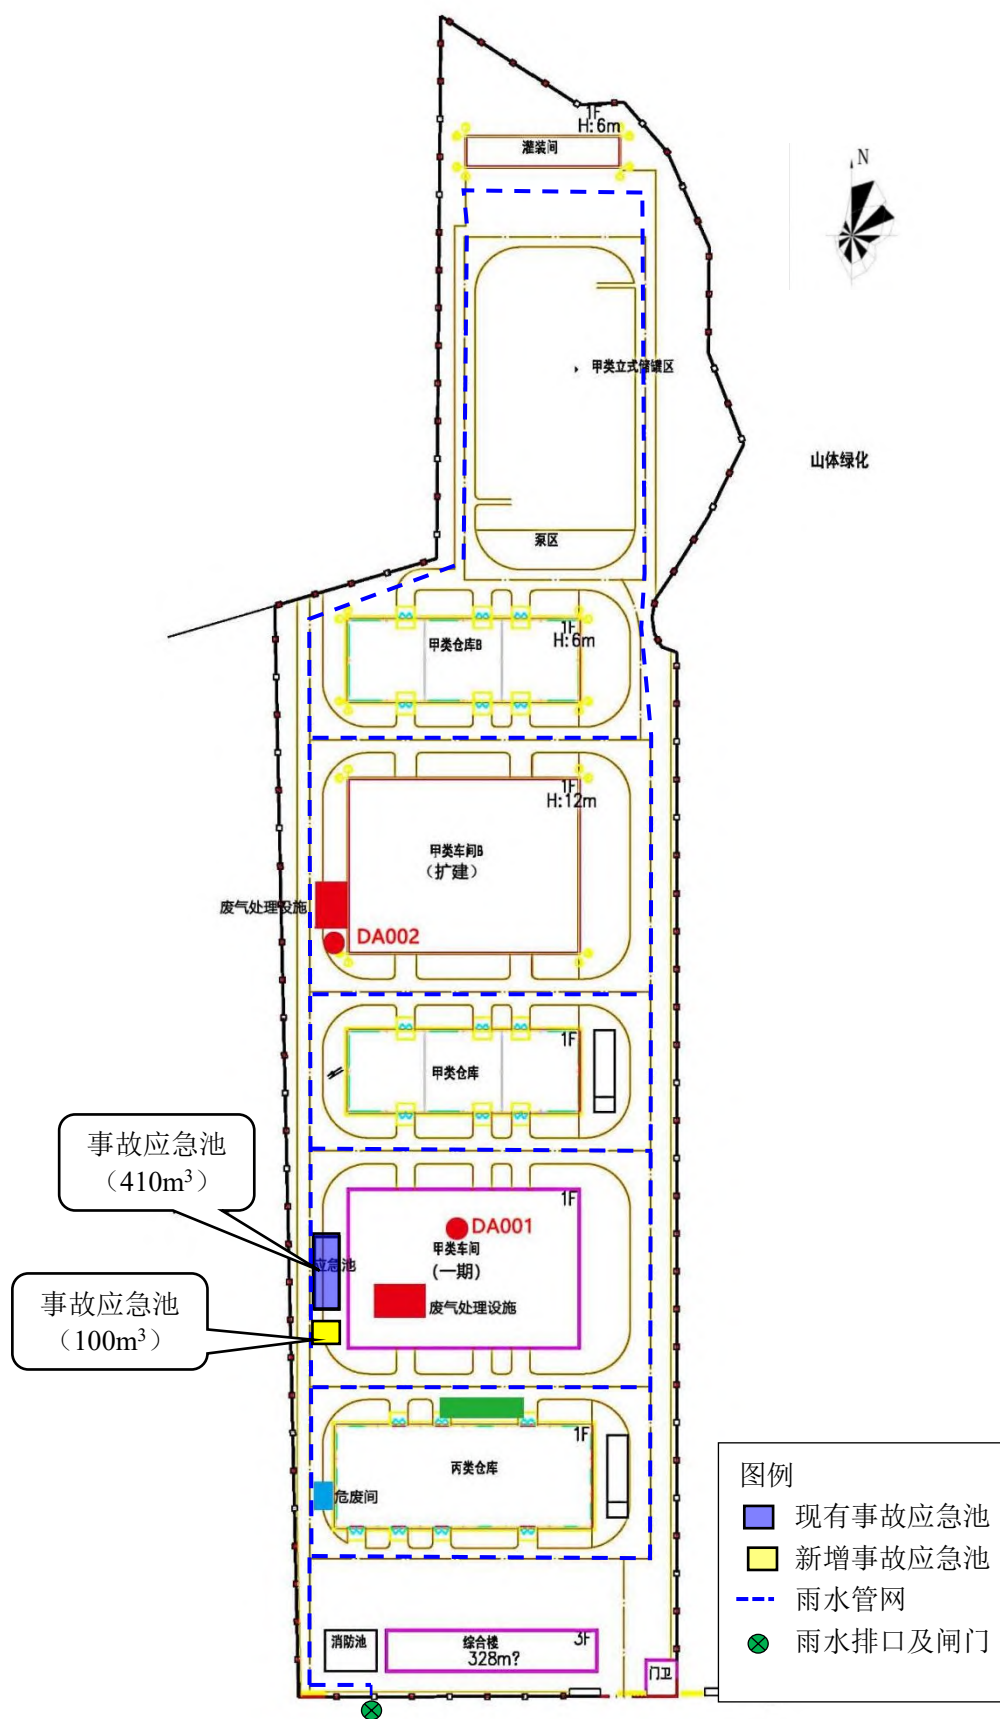 1F
H:6m
灌装间
N
甲类立式储罐区
山体绿化
泵区
1F
H:6m
甲类仓库B
1F
H:12m
甲类车间B
（扩建）
废气处理设施
DA002
1F
甲类仓库
事故应急池
（410m³）
1F
DA001
甲类车间
(一期)
应急池
废气处理设施
事故应急池
（100m³）
1F
丙类仓库
危废间
图例
现有事故应急池
新增事故应急池
雨水管网
雨水排口及闸门
消防池
综合楼
328m?
3F
门卫